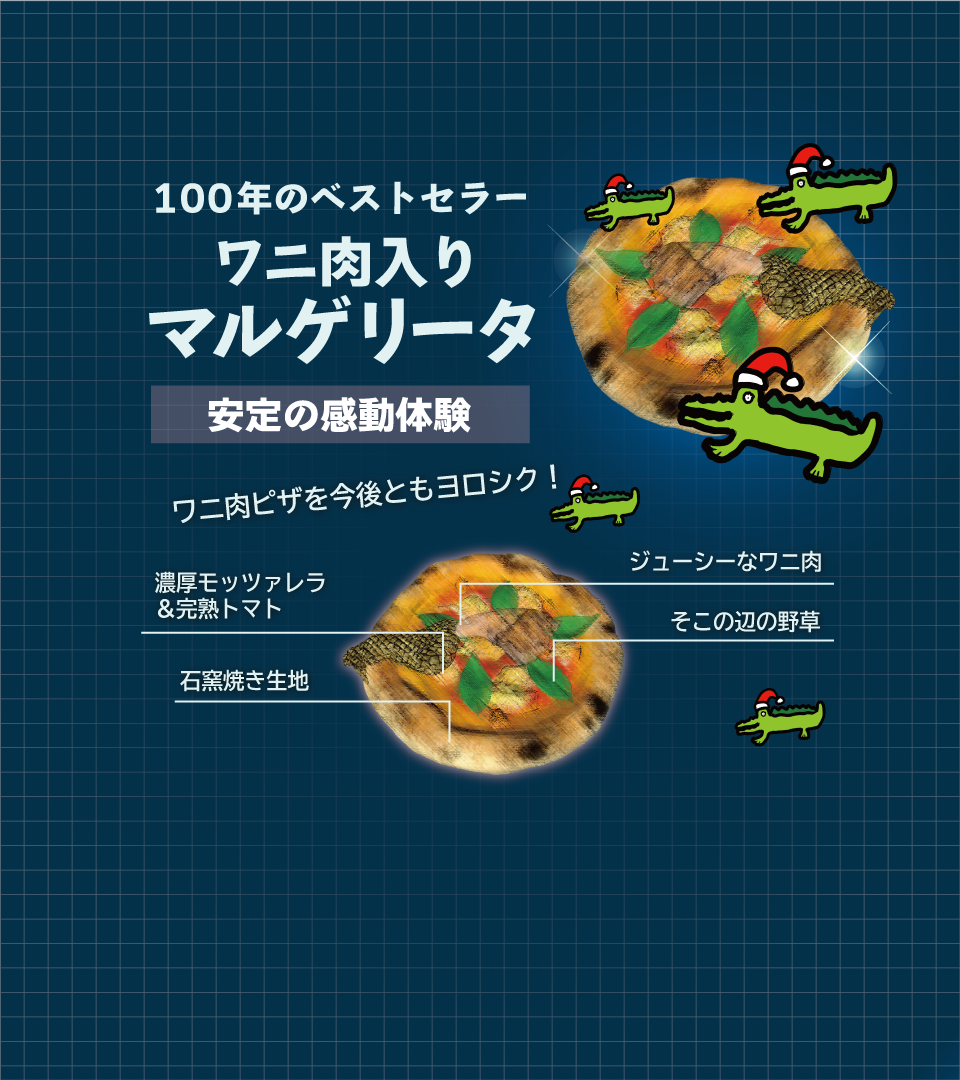 100年のベストセラー
ワニ肉入り
マルゲリータ
安定の感動体験
ワニ肉ピザを今後ともヨロシク！
ジューシーなワニ肉
濃厚モッツァレラ
＆完熟トマト
そこの辺の野草
石窯焼き生地